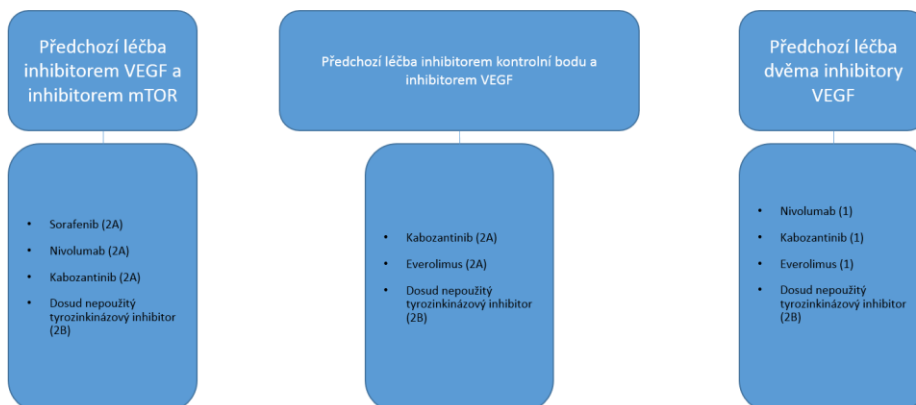 Předchozí léčba
inhibitorem VEGF a
inhibitorem mTOR
• Sorafenib (2A)
• Nivolumab (2A)
• Kabozantinib (2A)
• Dosud nepoužitý
tyrozinkinázový inhibitor
(2B)
Předchozí léčba inhibitorem kontrolní bodu a
inhibitorem VEGF
• Kabozantinib (2A)
• Everolimus (2A)
• Dosud nepoužitý
tyrozinkinázový inhibitor
(2B)
Předchozí léčba
dvěma inhibitory
VEGF
• Nivolumab (1)
• Kabozantinib (1)
• Everolimus (1)
• Dosud nepoužitý
tyrozinkinázový inhibitor
(2B)